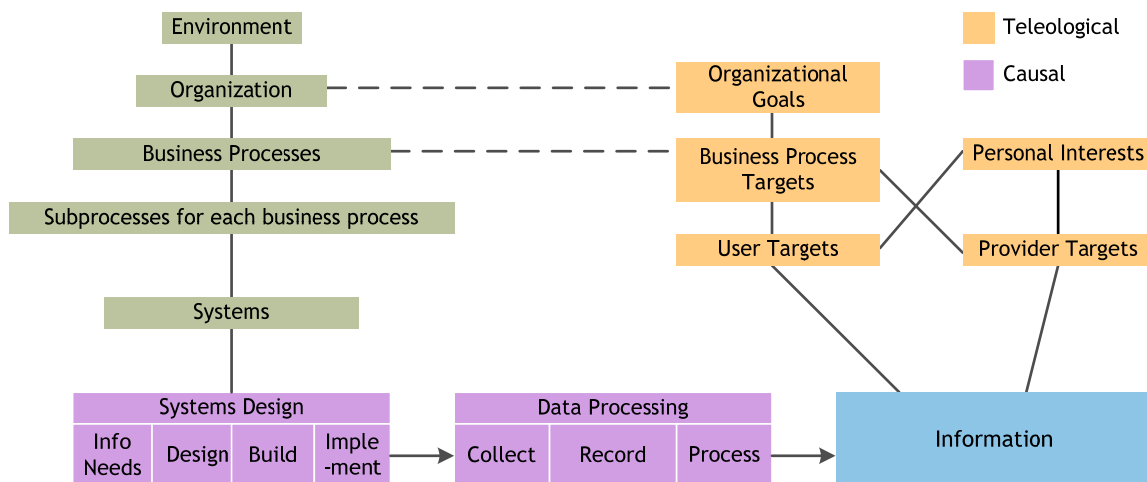 Environment
Organization
Business Processes
Subprocesses for each business process
Systems
Systems Design
Info
Needs
Design
Build
Imple
-ment
Data Processing
Collect
Record
Process
Information
Organizational
Goals
Business Process
Targets
User Targets
Personal Interests
Provider Targets
Teleological
Causal